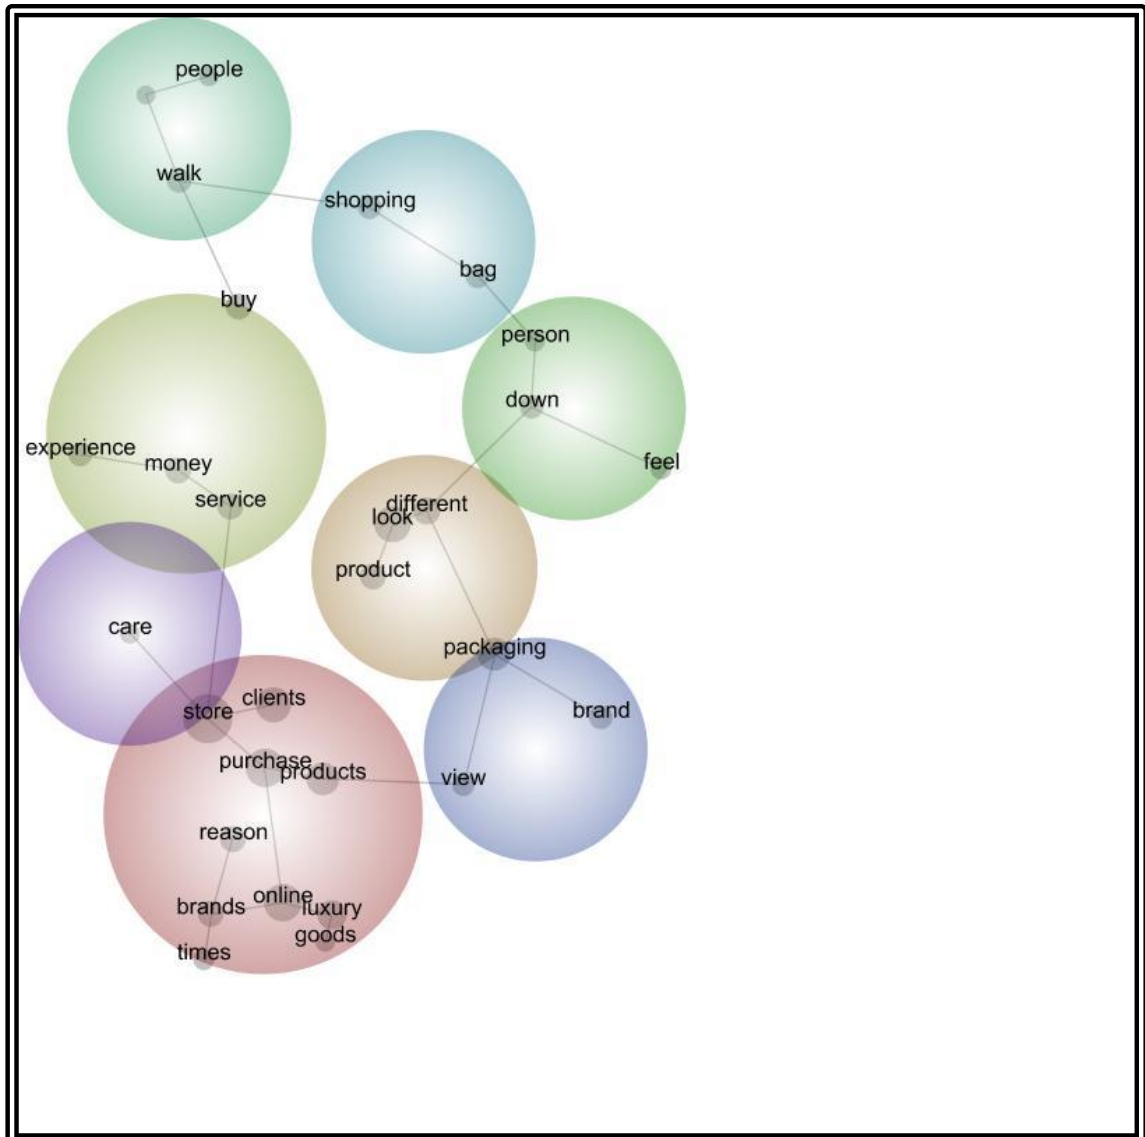 people
walk
shopping
bag
buy
person
down
experience
money
feel
service
different
look
product
care
packaging
clients
store
brand
purchase
products
view
reason
online
brands
luxury
goods
times